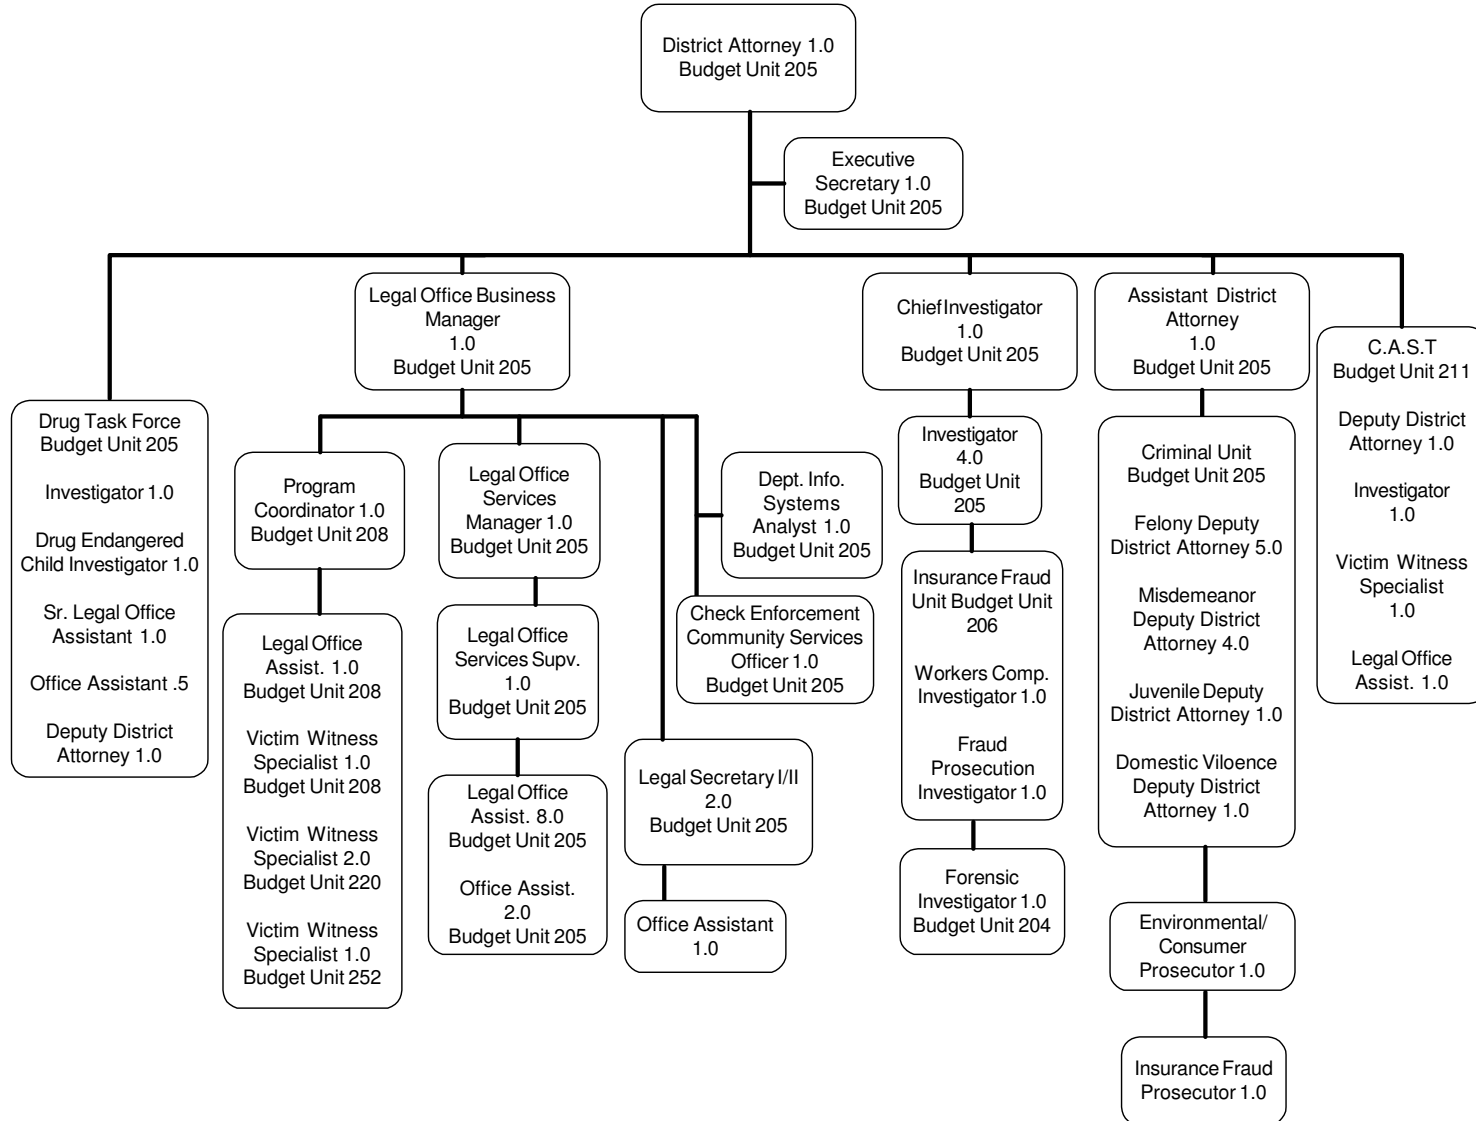 District Attorney 1.0
Budget Unit 205
Executive
Secretary 1.0
Budget Unit 205
Legal Office Business
Manager
1.0
Budget Unit 205
Chief Investigator
1.0
Budget Unit 205
Assistant District
Attorney
1.0
Budget Unit 205
C.A.S.T
Budget Unit 211
Deputy District
Attorney 1.0
Investigator
1.0
Victim Witness
Specialist
1.0
Legal Office
Assist. 1.0
Drug Task Force
Budget Unit 205
Investigator 1.0
Drug Endangered
Child Investigator 1.0
Sr. Legal Office
Assistant 1.0
Office Assistant .5
Deputy District
Attorney 1.0
Program
Coordinator 1.0
Budget Unit 208
Legal Office
Services
Manager 1.0
Budget Unit 205
Dept. Info.
Systems
Analyst 1.0
Budget Unit 205
Investigator
4.0
Budget Unit
205
Criminal Unit
Budget Unit 205
Felony Deputy
District Attorney 5.0
Misdemeanor
Deputy District
Attorney 4.0
Juvenile Deputy
District Attorney 1.0
Domestic Viloence
Deputy District
Attorney 1.0
Legal Office
Assist. 1.0
Budget Unit 208
Victim Witness
Specialist 1.0
Budget Unit 208
Victim Witness
Specialist 2.0
Budget Unit 220
Victim Witness
Specialist 1.0
Budget Unit 252
Legal Office
Services Supv.
1.0
Budget Unit 205
Check Enforcement
Community Services
Officer 1.0
Budget Unit 205
Insurance Fraud
Unit Budget Unit
206
Workers Comp.
Investigator 1.0
Fraud
Prosecution
Investigator 1.0
Legal Office
Assist. 8.0
Budget Unit 205
Office Assist.
2.0
Budget Unit 205
Legal Secretary I/II
2.0
Budget Unit 205
Office Assistant
1.0
Forensic
Investigator 1.0
Budget Unit 204
Environmental/
Consumer
Prosecutor 1.0
Insurance Fraud
Prosecutor 1.0